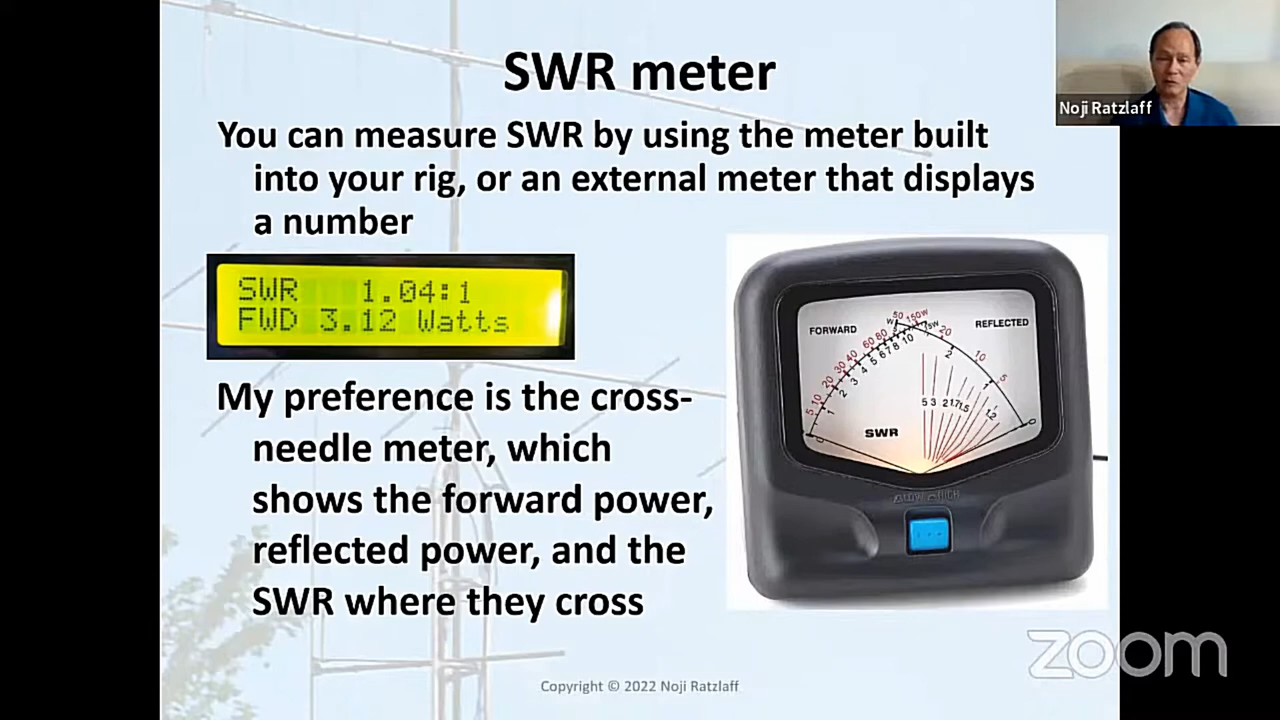 SWR meter
Noji Ratzlaff
You can measure SWR by using the meter built
into your rig, or an external meter that displays
a number
SWR 1.04:1
FWD 3.12 Watts
My preference is the cross-
needle meter, which
shows the forward power,
reflected power, and the
SWR where they cross
FORWARD
REFLECTED
SWR
zoom
Copyright © 2022 Noji Ratzlaff